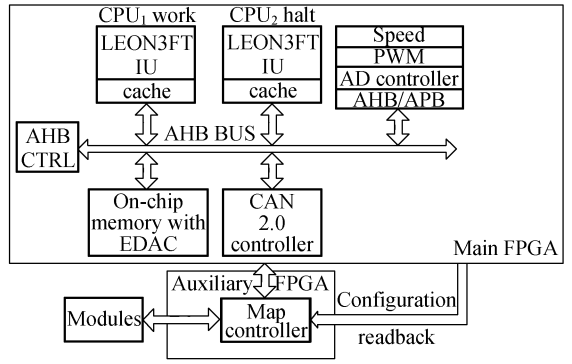 CPU₁ work
CPU₂ halt
LEON3FT
IU
cache
LEON3FT
IU
cache
Speed
PWM
AD controller
AHB/APB
AHB BUS
AHB
CTRL
On-chip
memory with
EDAC
CAN
2.0
controller
Main FPGA
Auxiliary FPGA
Map
controller
Modules
Configuration
readback